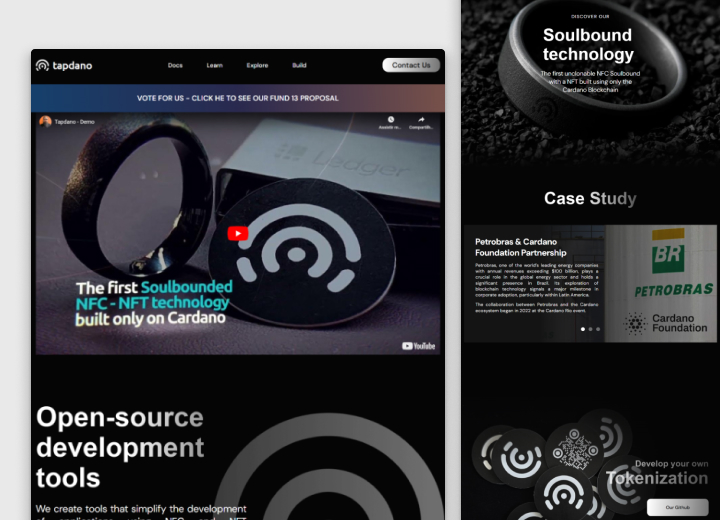 tapdano
Docs
Learn
Explore
Build
Contact Us
VOTE FOR US - CLICK HE TO SEE OUR FUND 13 PROPOSAL
Tapdano - Demo
Compartilh...
Ledger
The first Soulbounded
NFC - NFT technology
built only on Cardano
YouTube
Open-source
development
tools
We create tools that simplify the development
of applications using NFC and NFT
DISCOVER OUR
Soulbound
technology
The first unclonable NFC Soulbound
with a NFT built using only the
Cardano Blockchain
Case Study
Petrobras & Cardano
Foundation Partnership
Petrobras, one of the world's leading energy companies
with annual revenues exceeding $100 billion, plays a
crucial role in the global energy sector and holds a
significant presence in Brazil. Its exploration of
blockchain technology signals a major milestone in
corporate adoption, particularly within Latin America.
The collaboration between Petrobras and the Cardano
ecosystem began in 2022 at the Cardano Rio event.
BR
PETROBRAS
Cardano
Foundation
Develop your own
Tokenization
Our GitHub